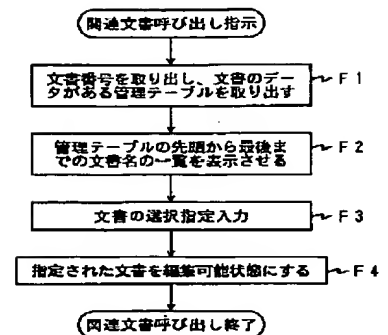 関連文書呼び出し指示
文書番号を取り出し、文書のデー
タがある管理テーブルを取り出す
F1
管理テーブルの先頭から最後ま
での文書名の一覧を表示させる
F2
文書の選択指定入力
F3
指定された文書を編集可能状態にする
F4
関連文書呼び出し終了